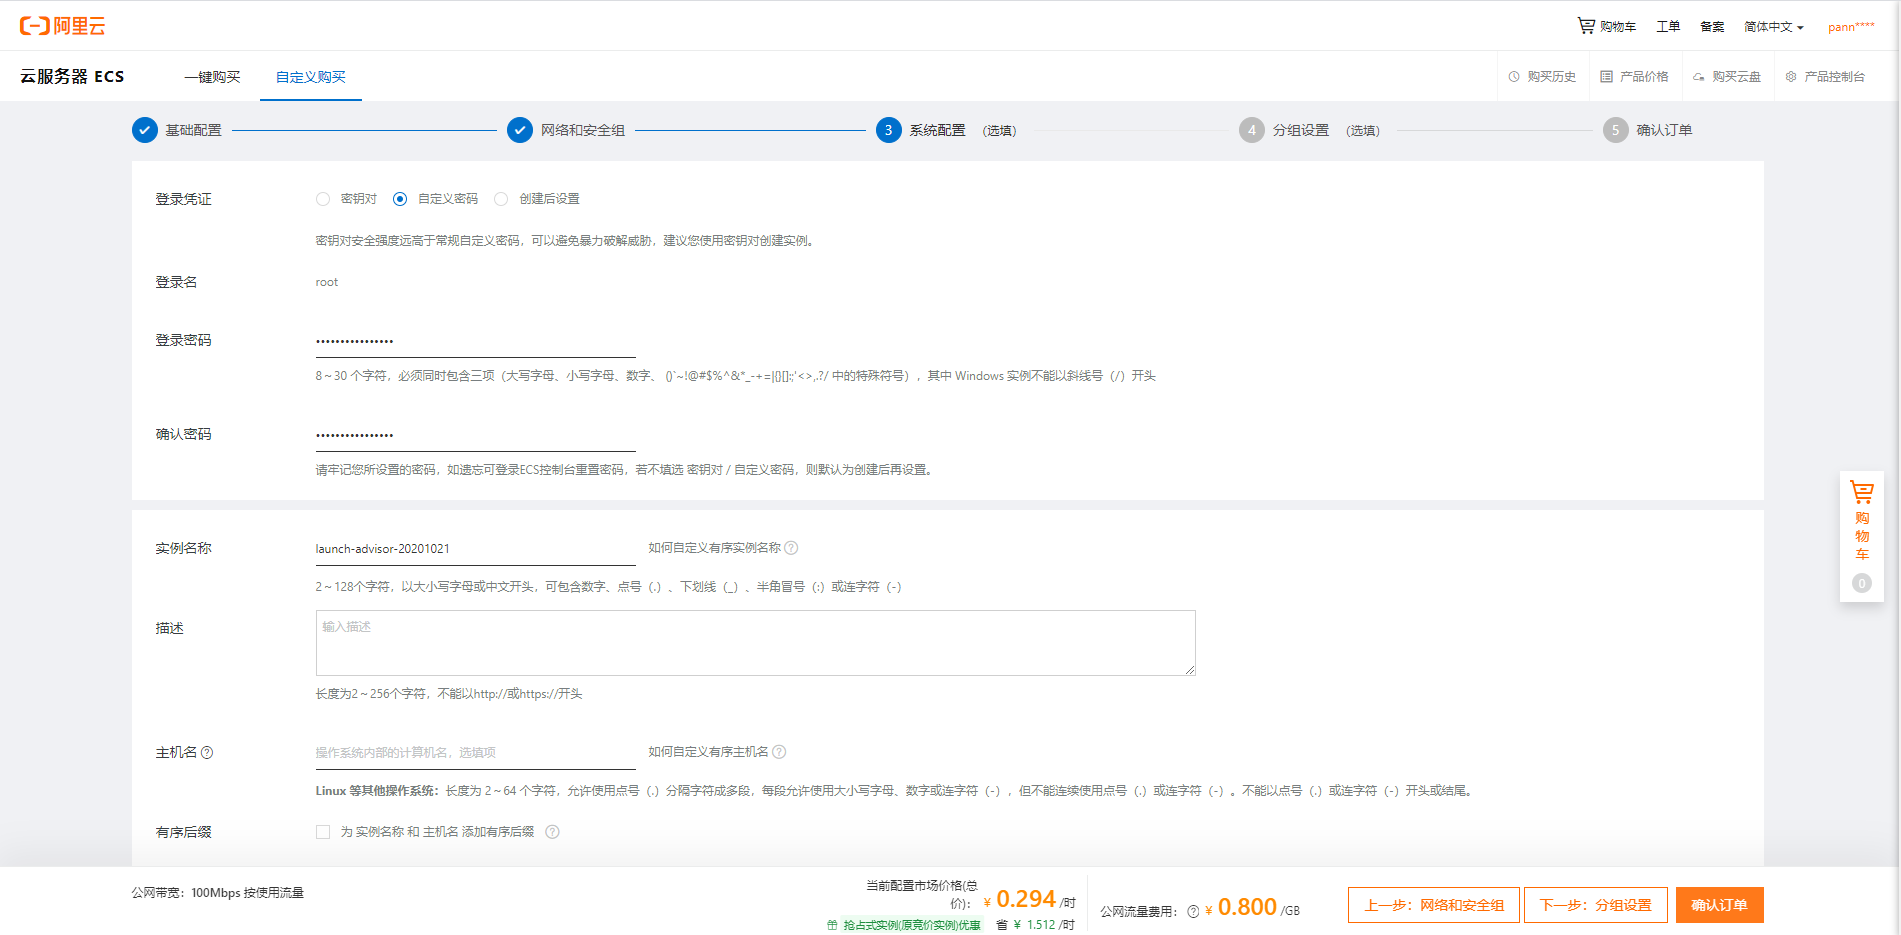 阿里云
购物车 工单 备案 简体中文 pann****
云服务器 ECS 一键购买 自定义购买 购买历史 产品价格 购买云盘 产品控制台
基础配置 网络和安全组 3 系统配置 (选填) 4 分组设置 (选填) 5 确认订单
登录凭证 密钥对 自定义密码 创建后设置
密钥对安全强度远高于常规自定义密码，可以避免暴力破解威胁，建议您使用密钥对创建实例。
登录名 root
登录密码 ••••••••••••••••
8～30 个字符，必须同时包含三项（大写字母、小写字母、数字、 ()`~!@#$%^&*_-+=|{}[]:;'<>,.?/ 中的特殊符号），其中 Windows 实例不能以斜线号（/）开头
确认密码 ••••••••••••••••
请牢记您所设置的密码，如遗忘可登录ECS控制台重置密码，若不填选 密钥对 / 自定义密码，则默认为创建后再设置。
实例名称 launch-advisor-20201021 如何自定义有序实例名称 ?
2～128个字符，以大小写字母或中文开头，可包含数字、点号（.）、下划线（_）、半角冒号（:）或连字符（-）
描述 输入描述
长度为2～256个字符，不能以http://或https://开头
主机名 ? 操作系统内部的计算机名，选填项 如何自定义有序主机名 ?
Linux 等其他操作系统：长度为 2～64 个字符，允许使用点号（.）分隔字符成多段，每段允许使用大小写字母、数字或连字符（-），但不能连续使用点号（.）或连字符（-）。不能以点号（.）或连字符（-）开头或结尾。
有序后缀 为 实例名称 和 主机名 添加有序后缀 ?
购
物
车
0
公网带宽：100Mbps 按使用流量
当前配置市场价格(总
价)： ¥ 0.294 /时
抢占式实例(原竞价实例)优惠 省 ¥ 1.512 /时
公网流量费用： ? ¥ 0.800 /GB
上一步：网络和安全组 下一步：分组设置 确认订单